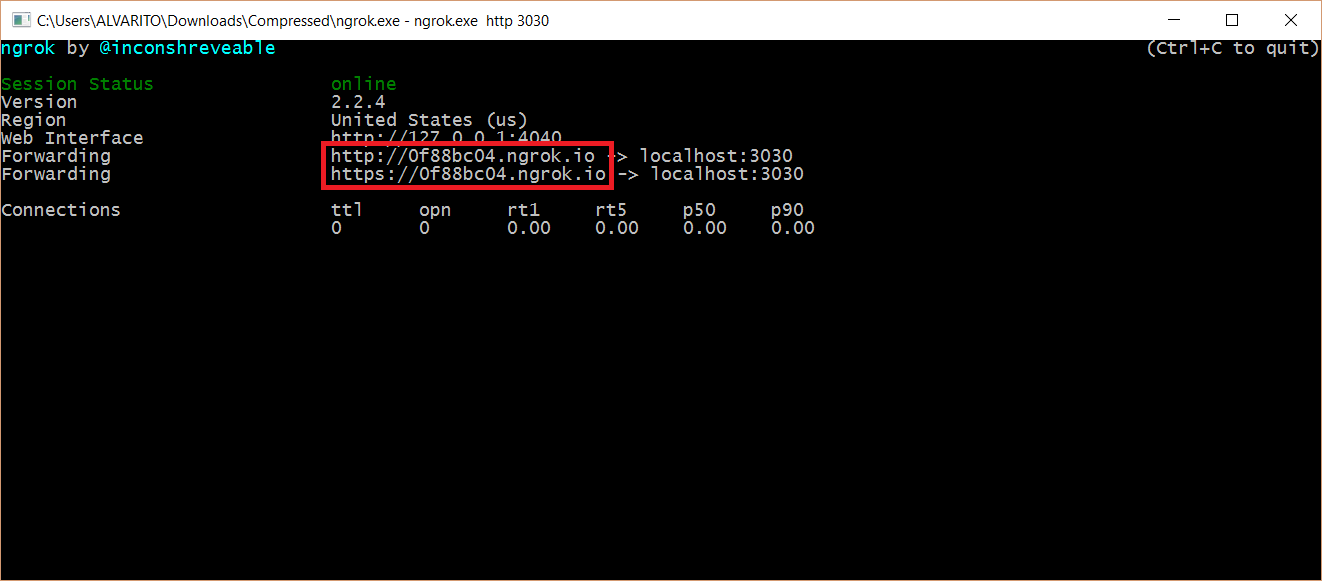 C:\Users\ALVARITO\Downloads\Compressed\ngrok.exe - ngrok.exe  http 3030
ngrok by @inconshreveable (Ctrl+C to quit)
Session Status online
Version 2.2.4
Region United States (us)
Web Interface http://127.0.0.1:4040
Forwarding http://0f88bc04.ngrok.io -> localhost:3030
Forwarding https://0f88bc04.ngrok.io -> localhost:3030
Connections ttl opn rt1 rt5 p50 p90
0 0 0.00 0.00 0.00 0.00